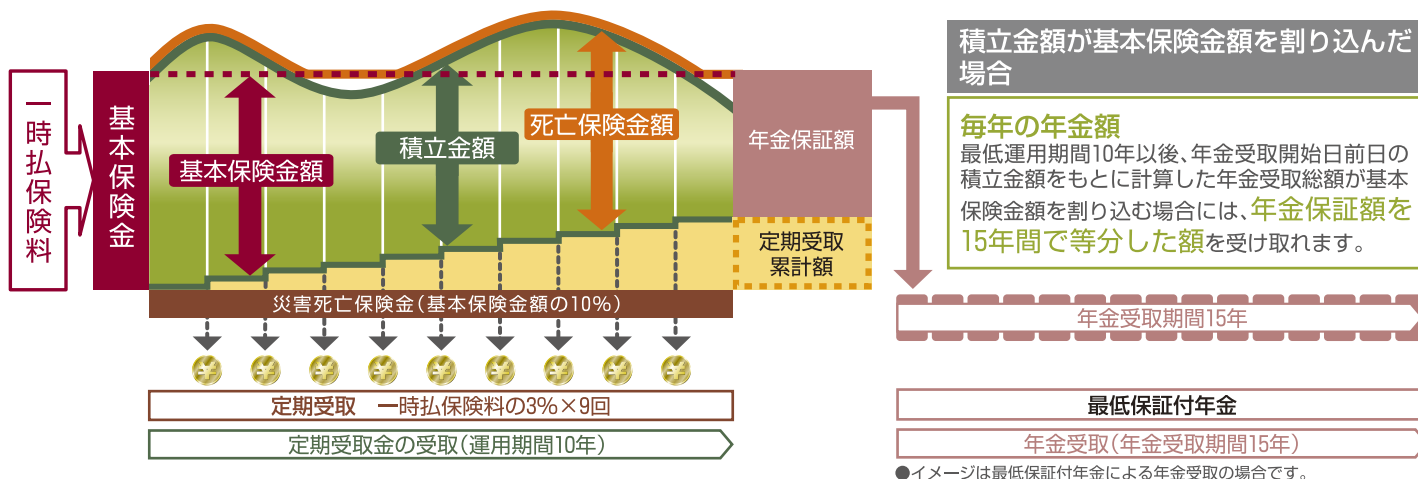 一時払保険料
基本保険金
基本保険金額
積立金額
死亡保険金額
年金保証額
定期受取
累計額
災害死亡保険金（基本保険金額の10%）
¥ ¥ ¥ ¥ ¥ ¥ ¥ ¥ ¥
定期受取　一時払保険料の3%×9回
定期受取金の受取（運用期間10年）
積立金額が基本保険金額を割り込んだ
場合
毎年の年金額
最低運用期間10年以後、年金受取開始日前日の
積立金額をもとに計算した年金受取総額が基本
保険金額を割り込む場合には、年金保証額を
15年間で等分した額を受け取れます。
年金受取期間15年
最低保証付年金
年金受取（年金受取期間15年）
●イメージは最低保証付年金による年金受取の場合です。